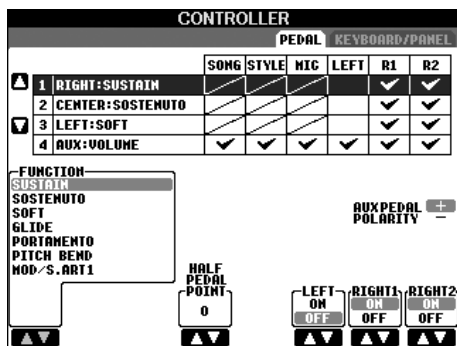 CONTROLLER
PEDAL KEYBOARD/PANEL
SONG STYLE MIC LEFT R1 R2
1 RIGHT:SUSTAIN
2 CENTER:SOSTENUTO
3 LEFT:SOFT
4 AUX:VOLUME
FUNCTION
SUSTAIN
SOSTENUTO
SOFT
GLIDE
PORTAMENTO
PITCH BEND
MOD/S.ART1
AUX PEDAL +
POLARITY −
HALF
PEDAL
POINT
0
LEFT RIGHT1 RIGHT2
ON ON ON
OFF OFF OFF